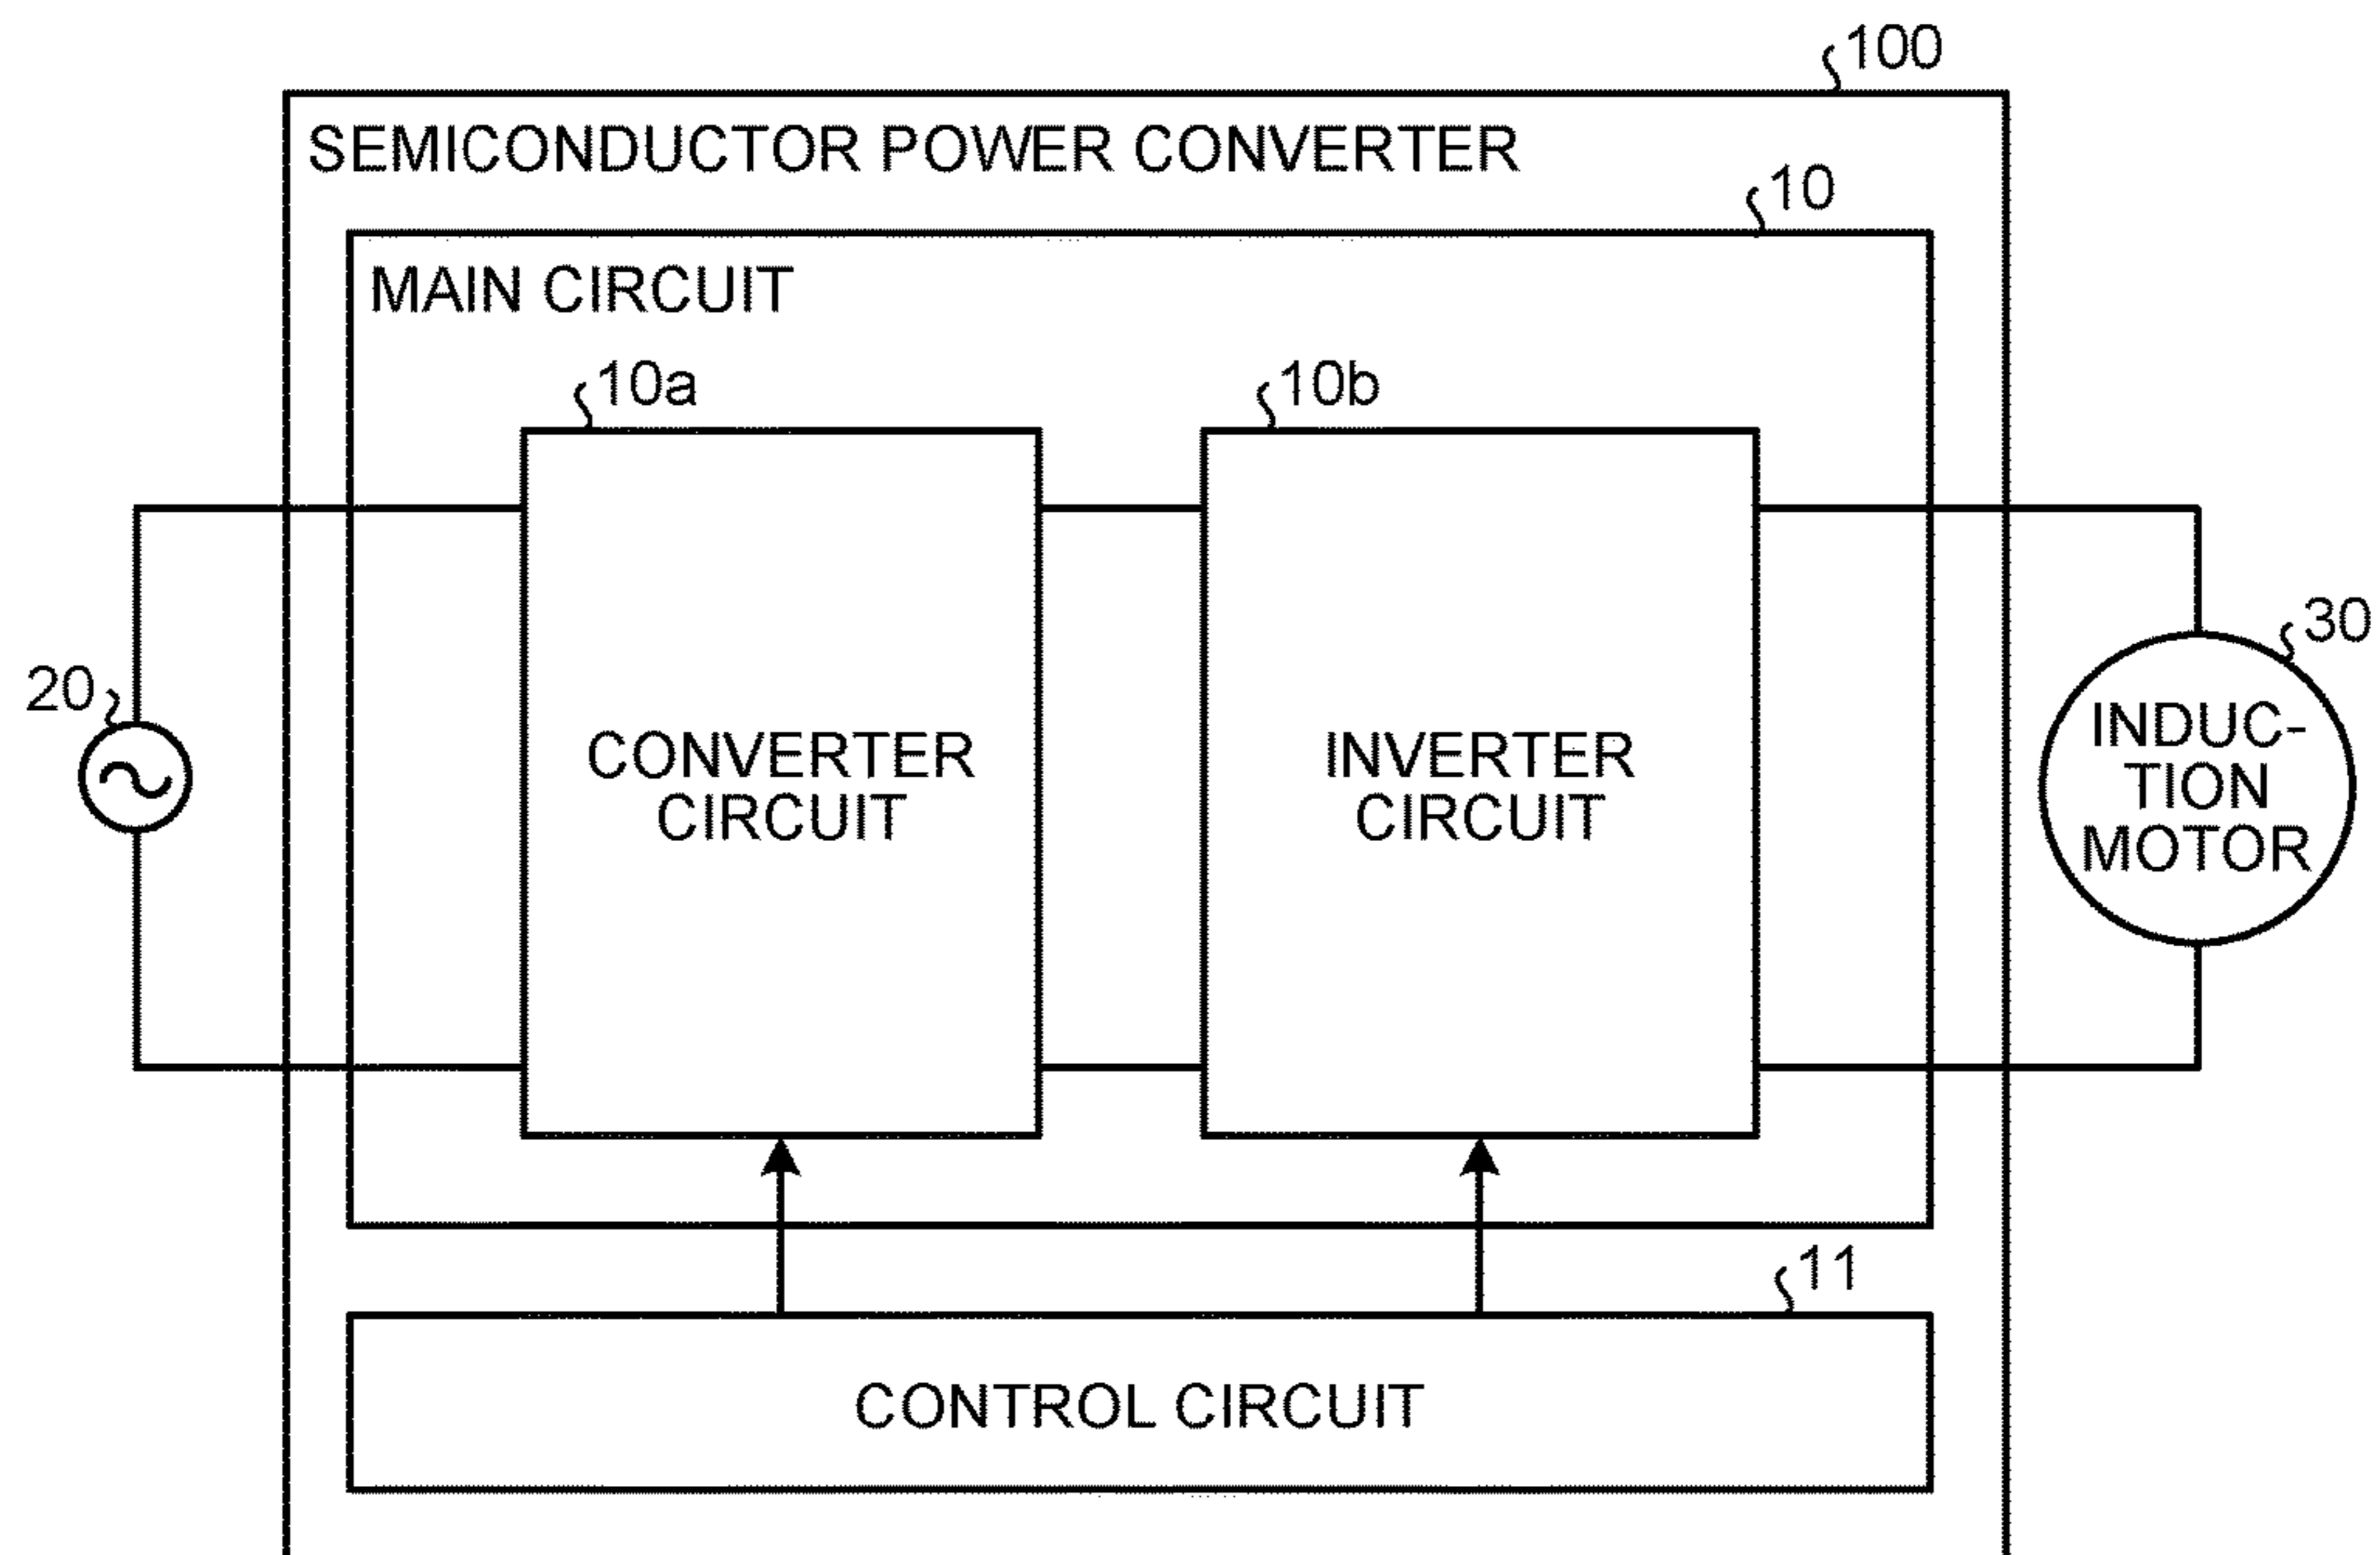 100
SEMICONDUCTOR POWER CONVERTER
10
MAIN CIRCUIT
10a
10b
20
CONVERTER
CIRCUIT
INVERTER
CIRCUIT
30
INDUC-
TION
MOTOR
11
CONTROL CIRCUIT